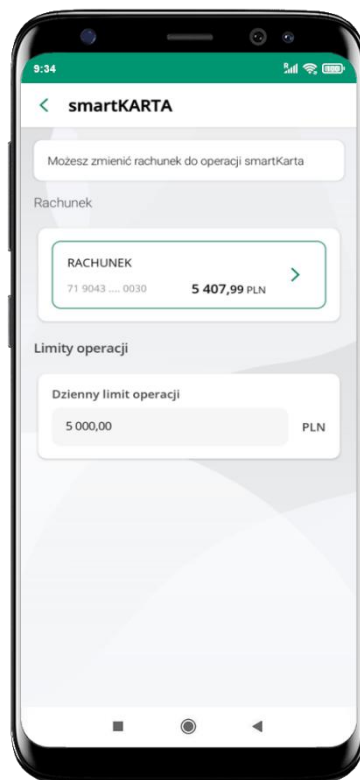 9:34
smartKARTA
Możesz zmienić rachunek do operacji smartKarta
Rachunek
RACHUNEK
71 9043 .... 0030 5 407,99 PLN
Limity operacji
Dzienny limit operacji
5 000,00 PLN